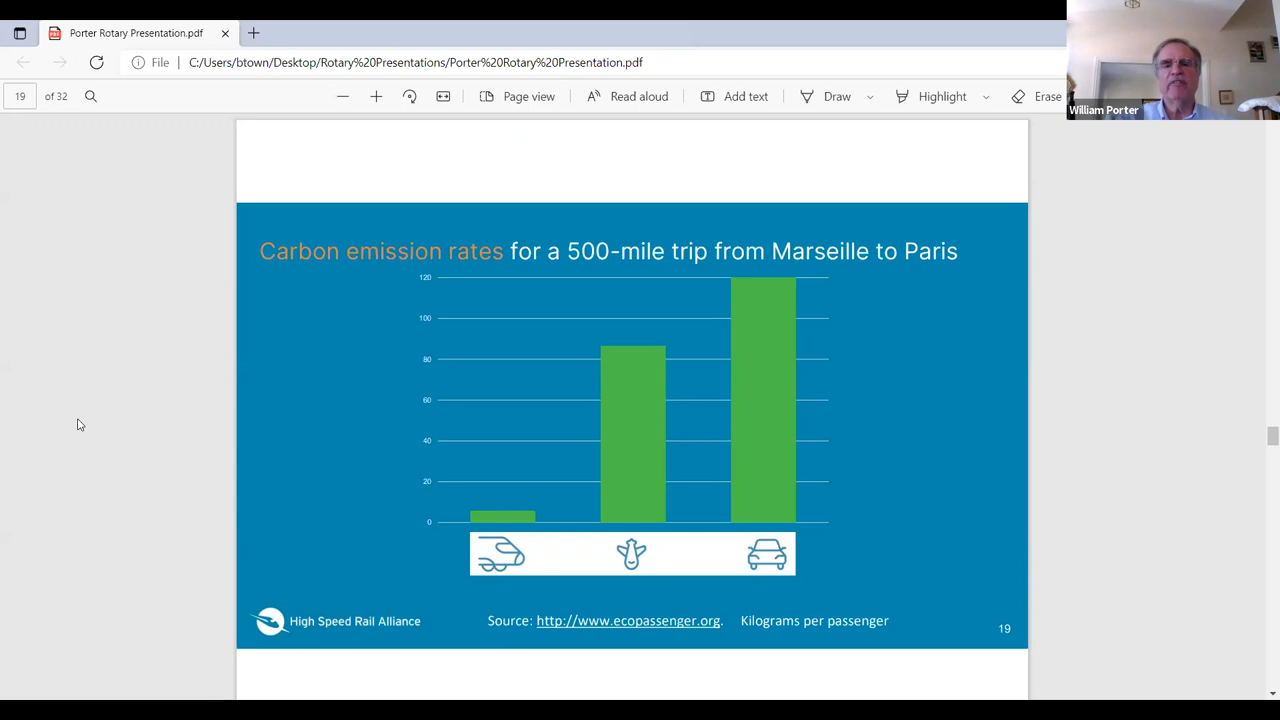 Porter Rotary Presentation.pdf
File
C:/Users/btown/Desktop/Rotary%20Presentations/Porter%20Rotary%20Presentation.pdf
19 of 32
Page view
Read aloud
Add text
Draw
Highlight
Erase
William Porter
Carbon emission rates for a 500-mile trip from Marseille to Paris
120
100
80
60
40
20
0
High Speed Rail Alliance
Source: http://www.ecopassenger.org. Kilograms per passenger
19